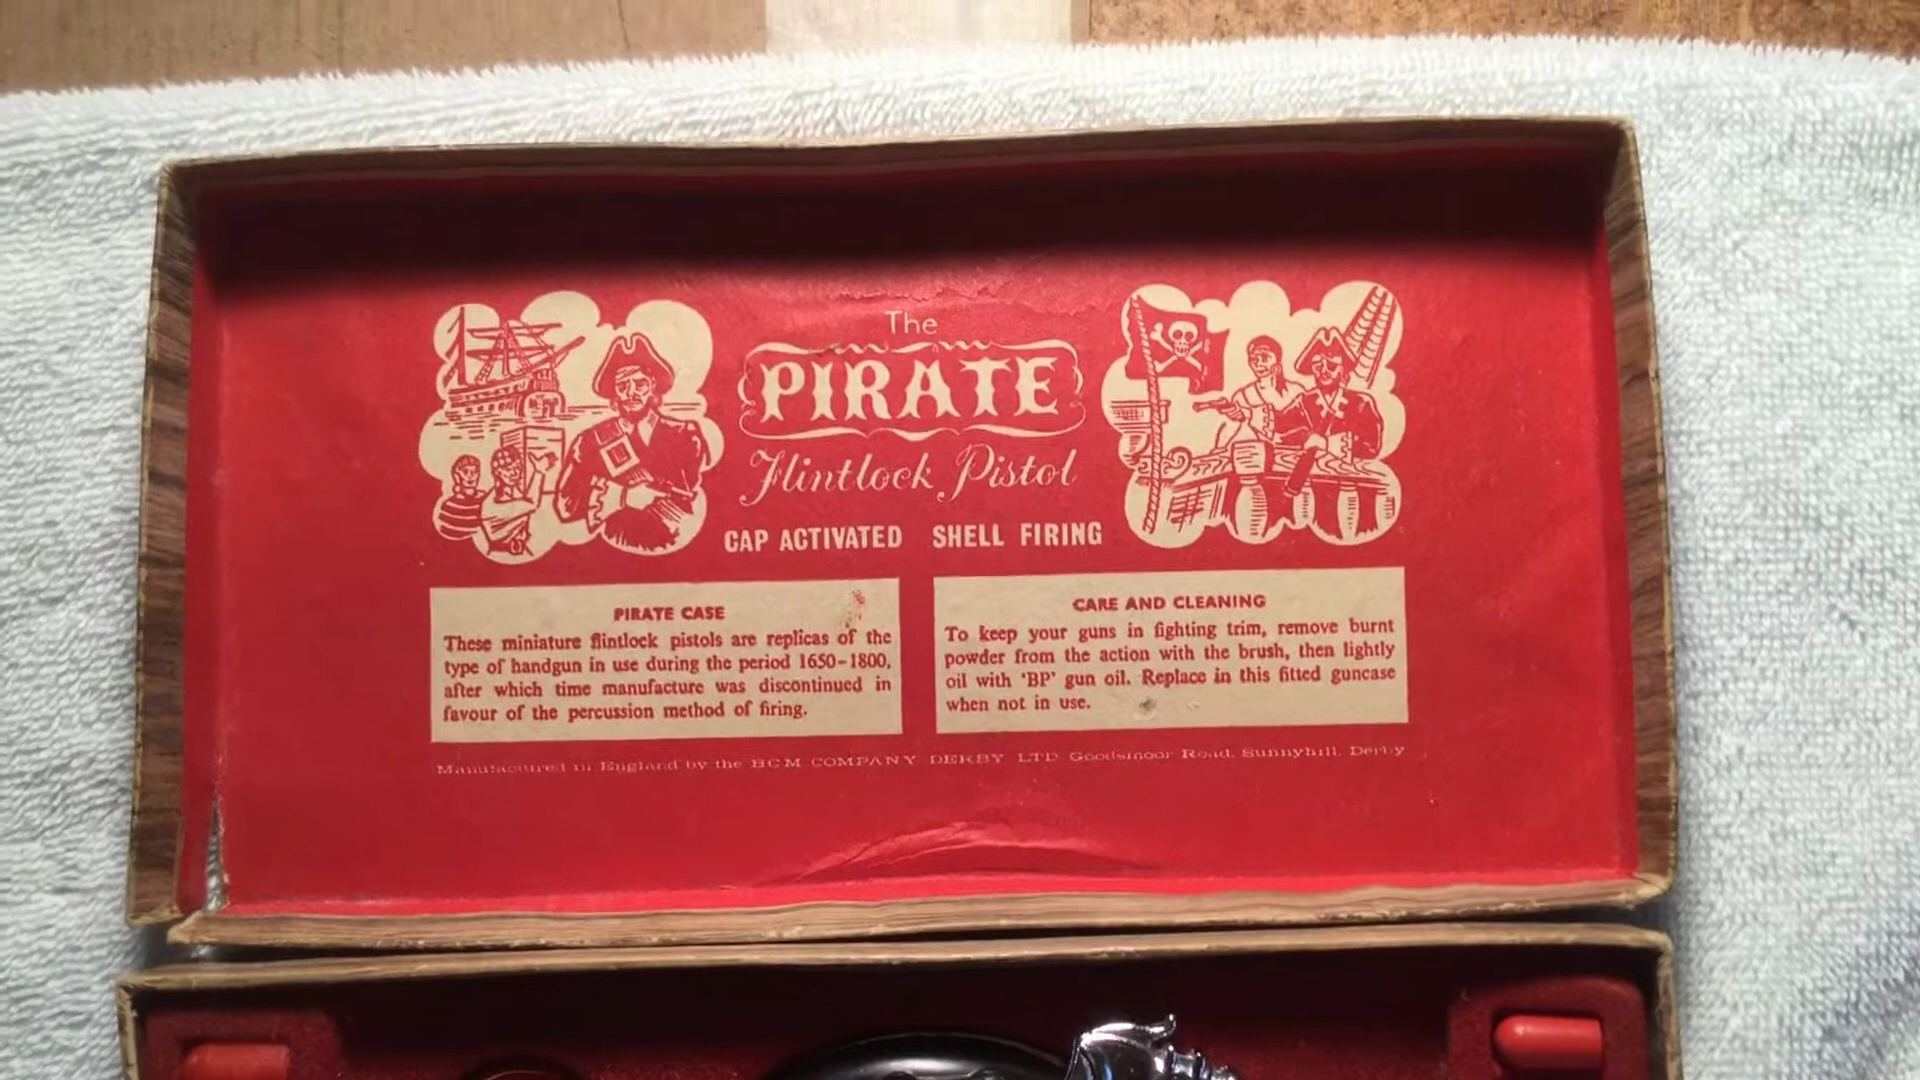 The
PIRATE
Flintlock Pistol
CAP ACTIVATED SHELL FIRING
PIRATE CASE
These miniature flintlock pistols are replicas of the
type of handgun in use during the period 1650-1800,
after which time manufacture was discontinued in
favour of the percussion method of firing.
CARE AND CLEANING
To keep your guns in fighting trim, remove burnt
powder from the action with the brush, then lightly
oil with 'BP' gun oil. Replace in this fitted guncase
when not in use.
Manufactured in England by the BCM COMPANY DERBY LTD Goodsmoor Road, Sunnyhill, Derby